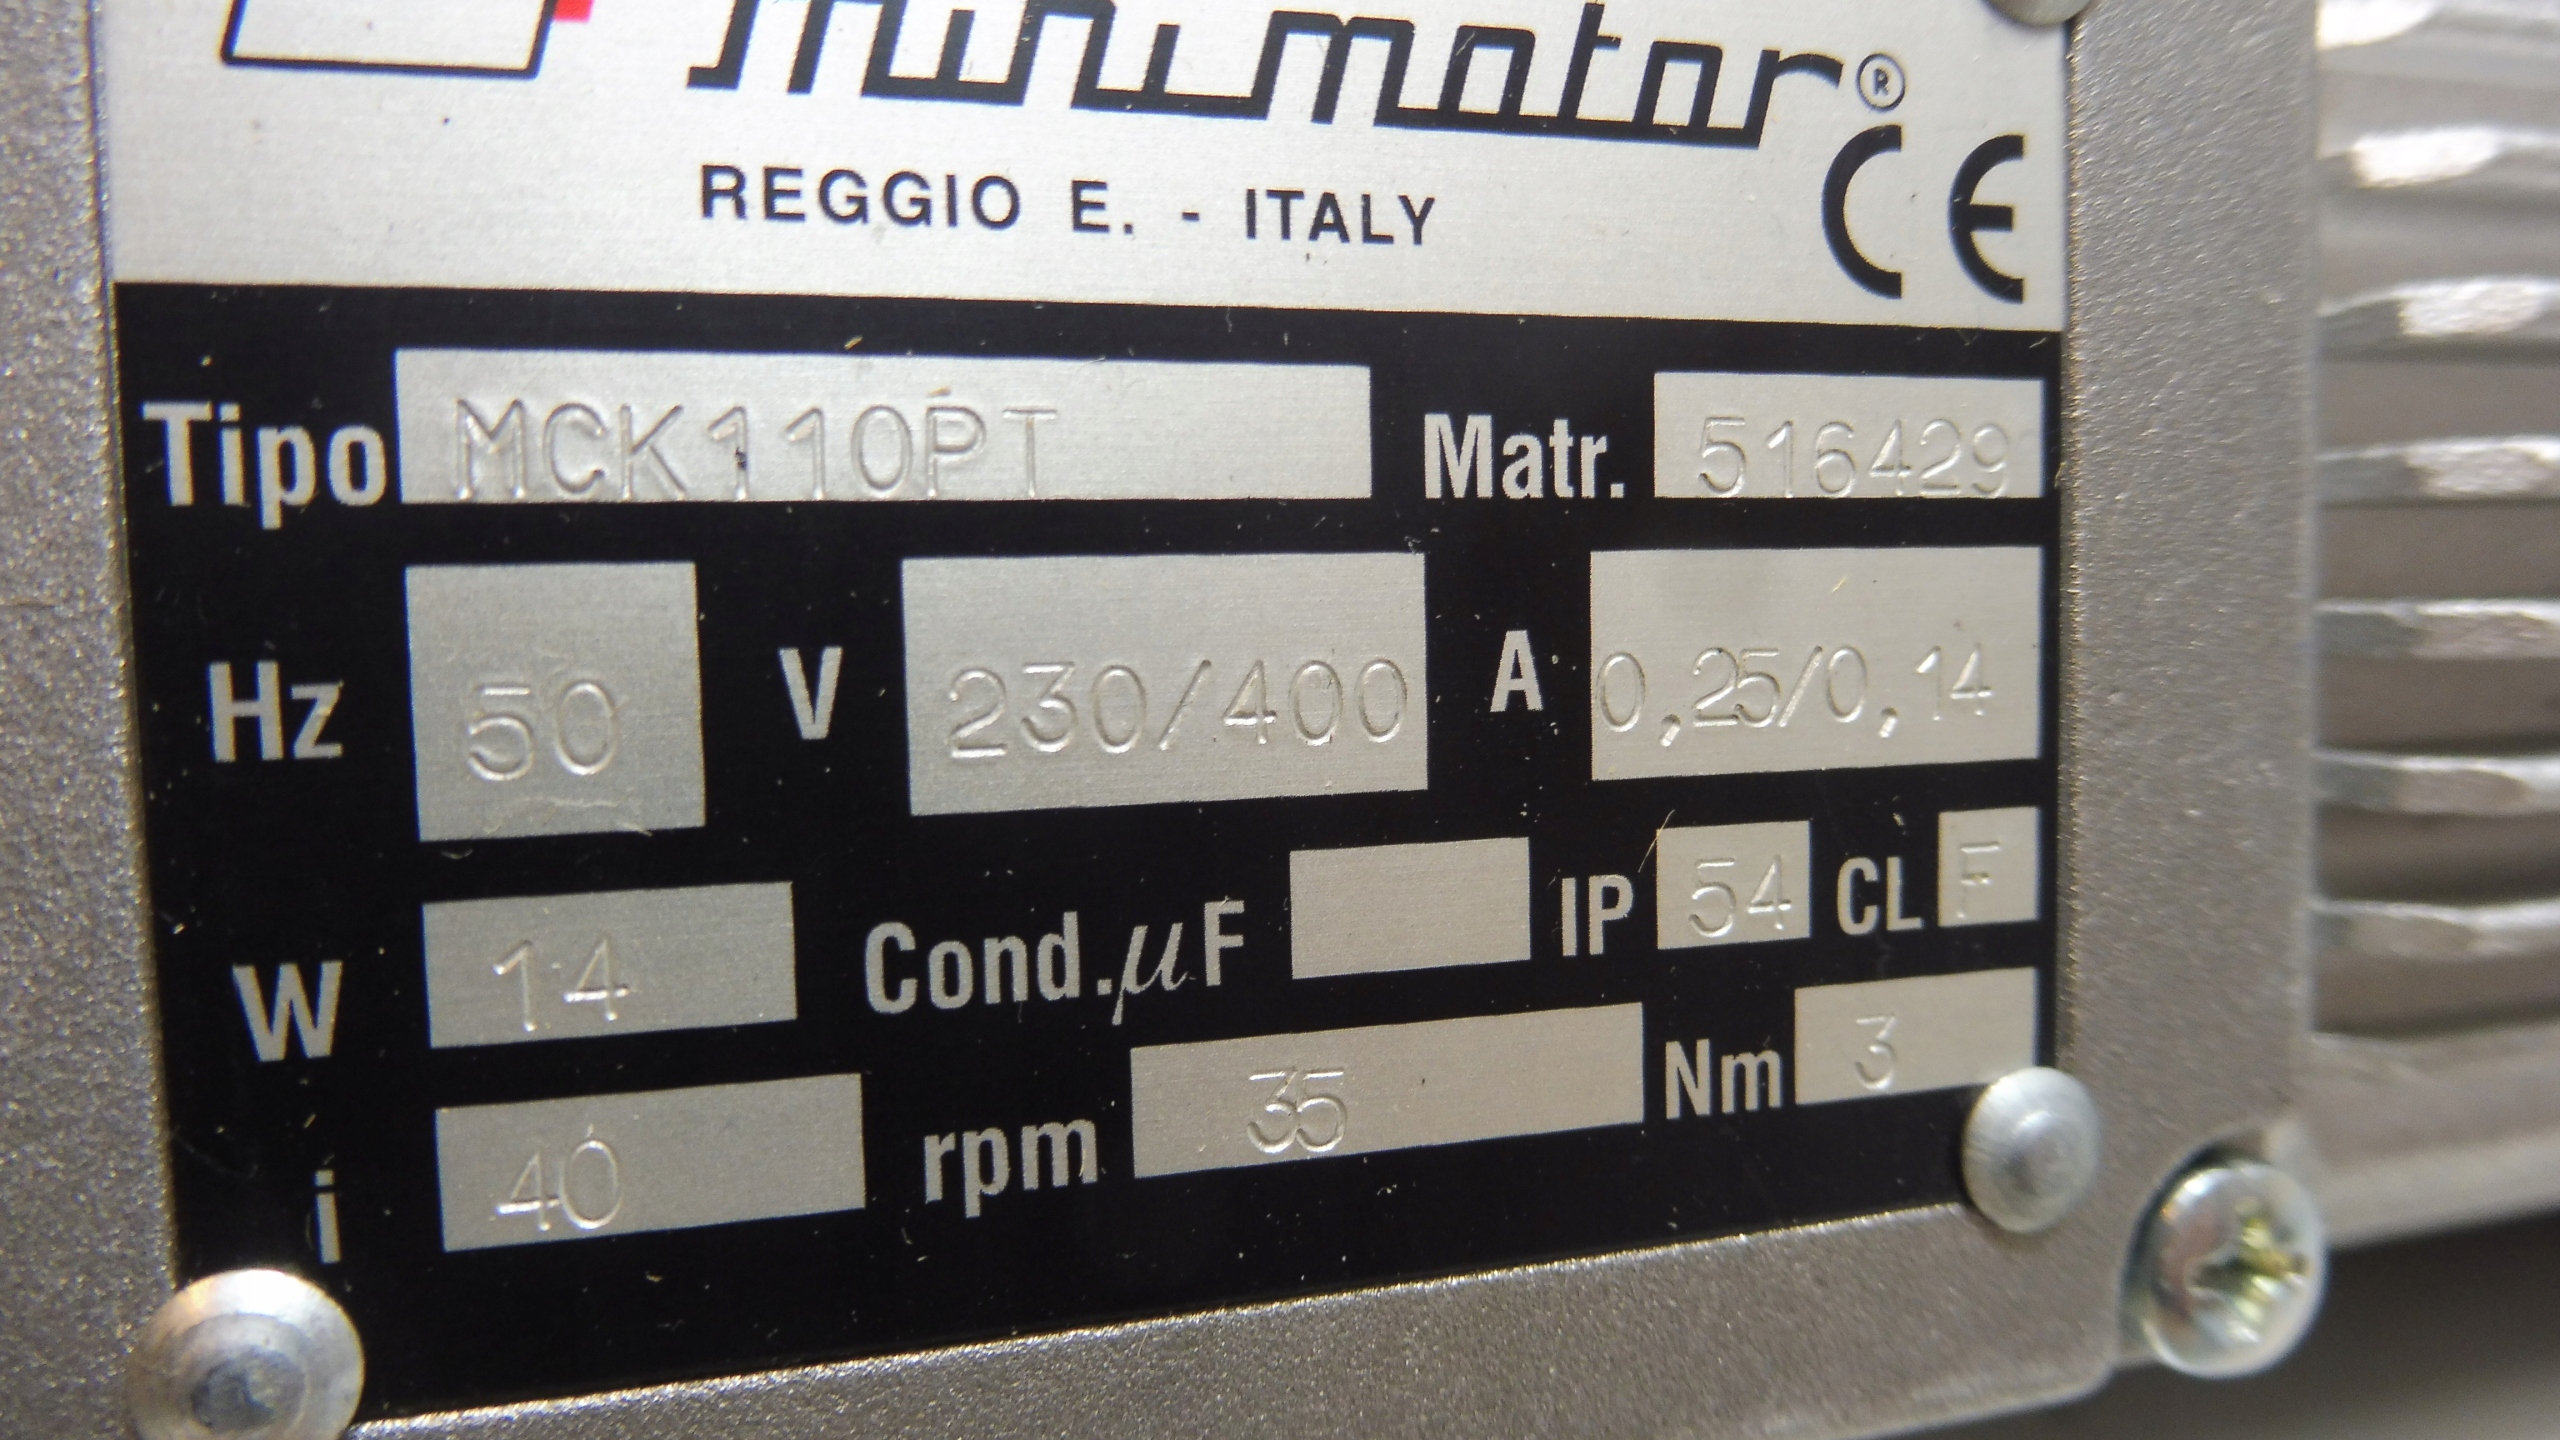 minimotor®
REGGIO E. - ITALY CE
Tipo MCK110PT Matr. 516429
Hz 50 V 230/400 A 0,25/0,14
W 14 Cond.µF IP 54 CL F
i 40 rpm 35 Nm 3